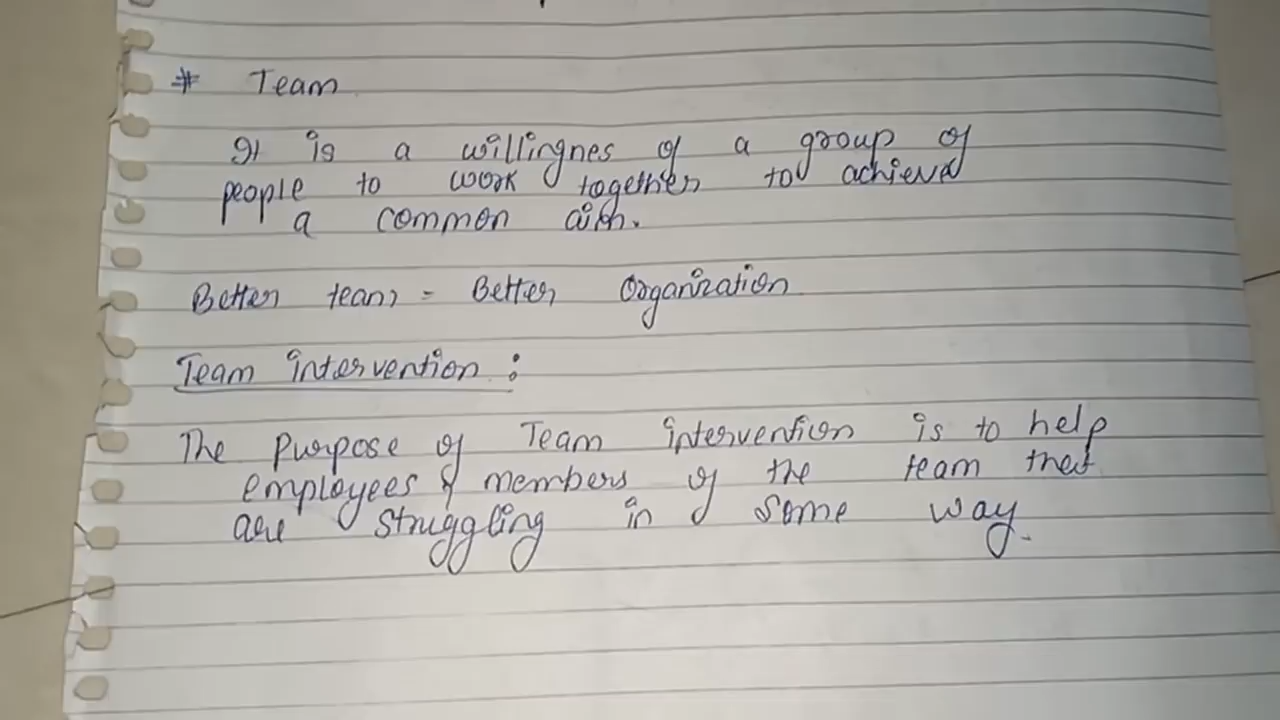 * Team
It is a willingnes of a group of
people to work together to achieve
a common aim.
Better team = Better Organization
Team intervention :
The Purpose of Team intervention is to help
employees & members of the team that
are struggling in some way.